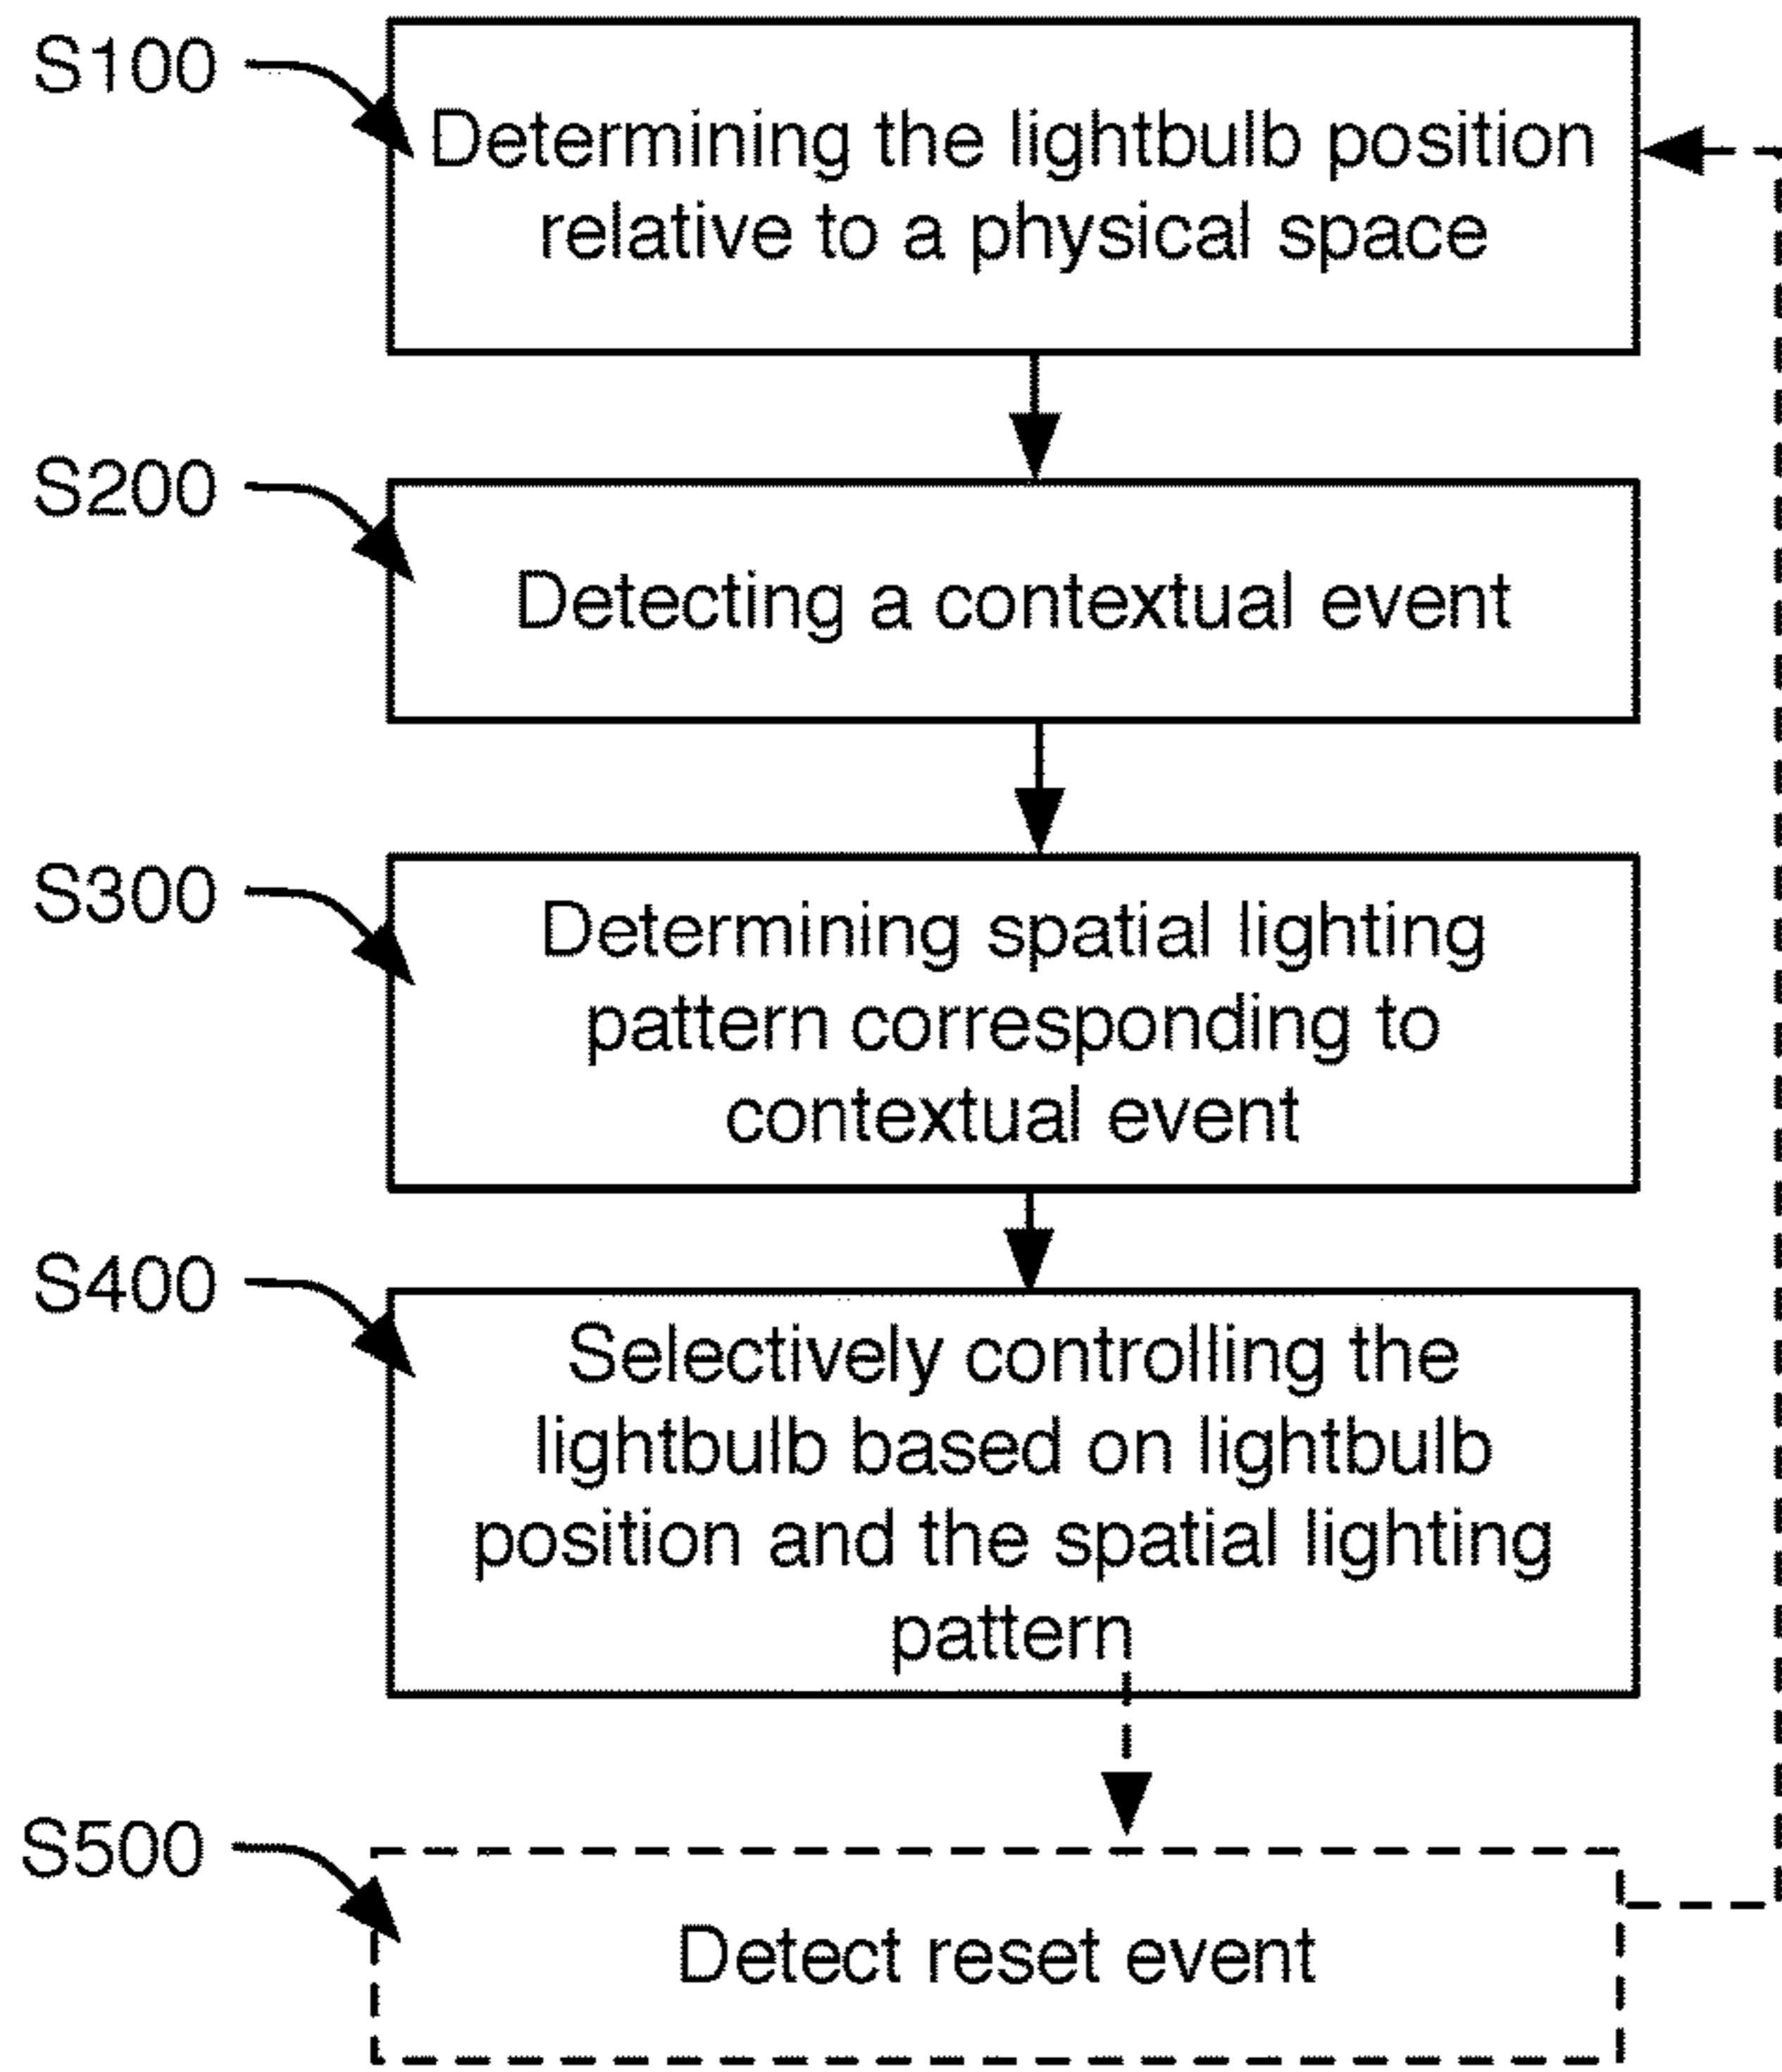 S100
Determining the lightbulb position
relative to a physical space
S200
Detecting a contextual event
S300
Determining spatial lighting
pattern corresponding to
contextual event
S400
Selectively controlling the
lightbulb based on lightbulb
position and the spatial lighting
pattern
S500
Detect reset event